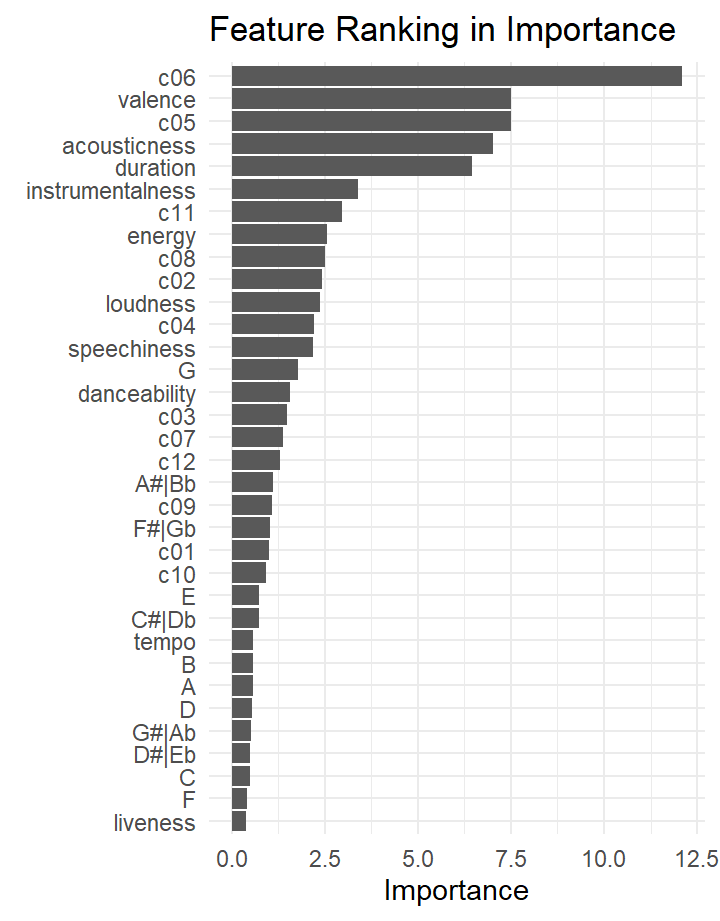 Feature Ranking in Importance
c06
valence
c05
acousticness
duration
instrumentalness
c11
energy
c08
c02
loudness
c04
speechiness
G
danceability
c03
c07
c12
A#|Bb
c09
F#|Gb
c01
c10
E
C#|Db
tempo
B
A
D
G#|Ab
D#|Eb
C
F
liveness
0.0 2.5 5.0 7.5 10.0 12.5
Importance